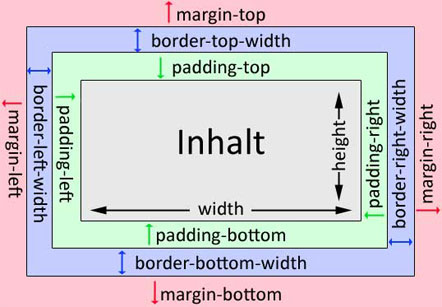 margin-top
border-top-width
padding-top
margin-left
border-left-width
padding-left
Inhalt
height
padding-right
border-right-width
margin-right
width
padding-bottom
border-bottom-width
margin-bottom